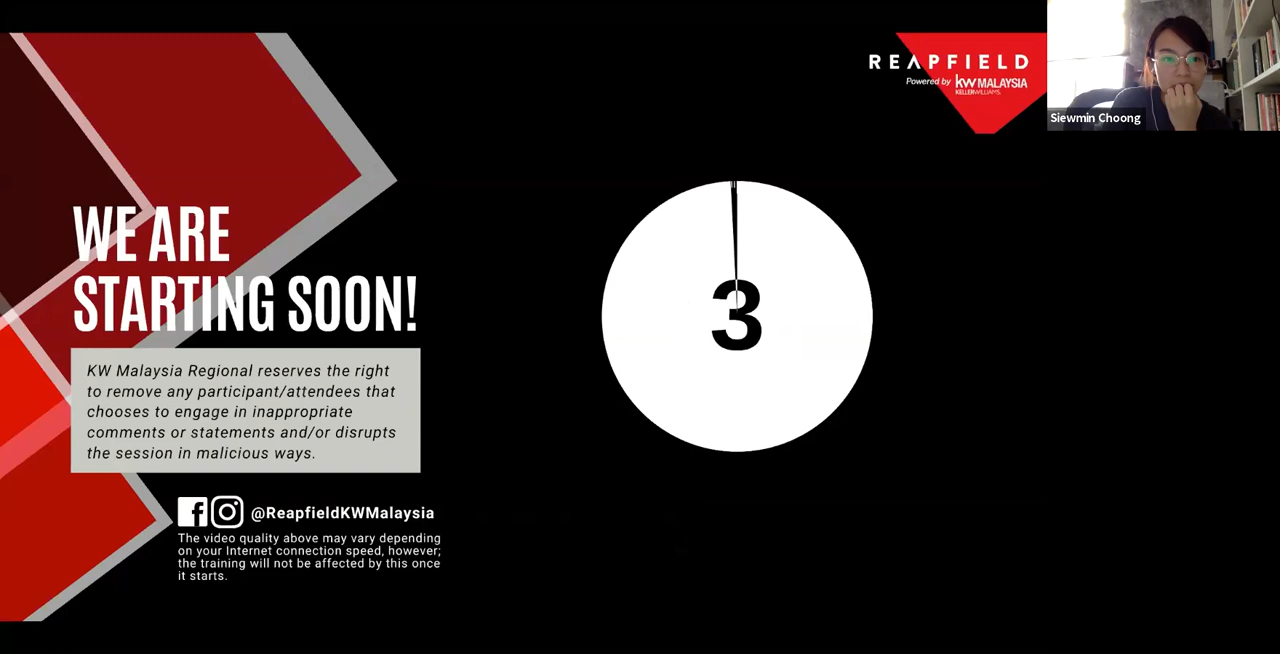 REAPFIELD
Powered by kw MALAYSIA
KELLERWILLIAMS.
Siewmin Choong
WE ARE
STARTING SOON!
3
KW Malaysia Regional reserves the right
to remove any participant/attendees that
chooses to engage in inappropriate
comments or statements and/or disrupts
the session in malicious ways.
@ReapfieldKWMalaysia
The video quality above may vary depending
on your Internet connection speed, however;
the training will not be affected by this once
it starts.